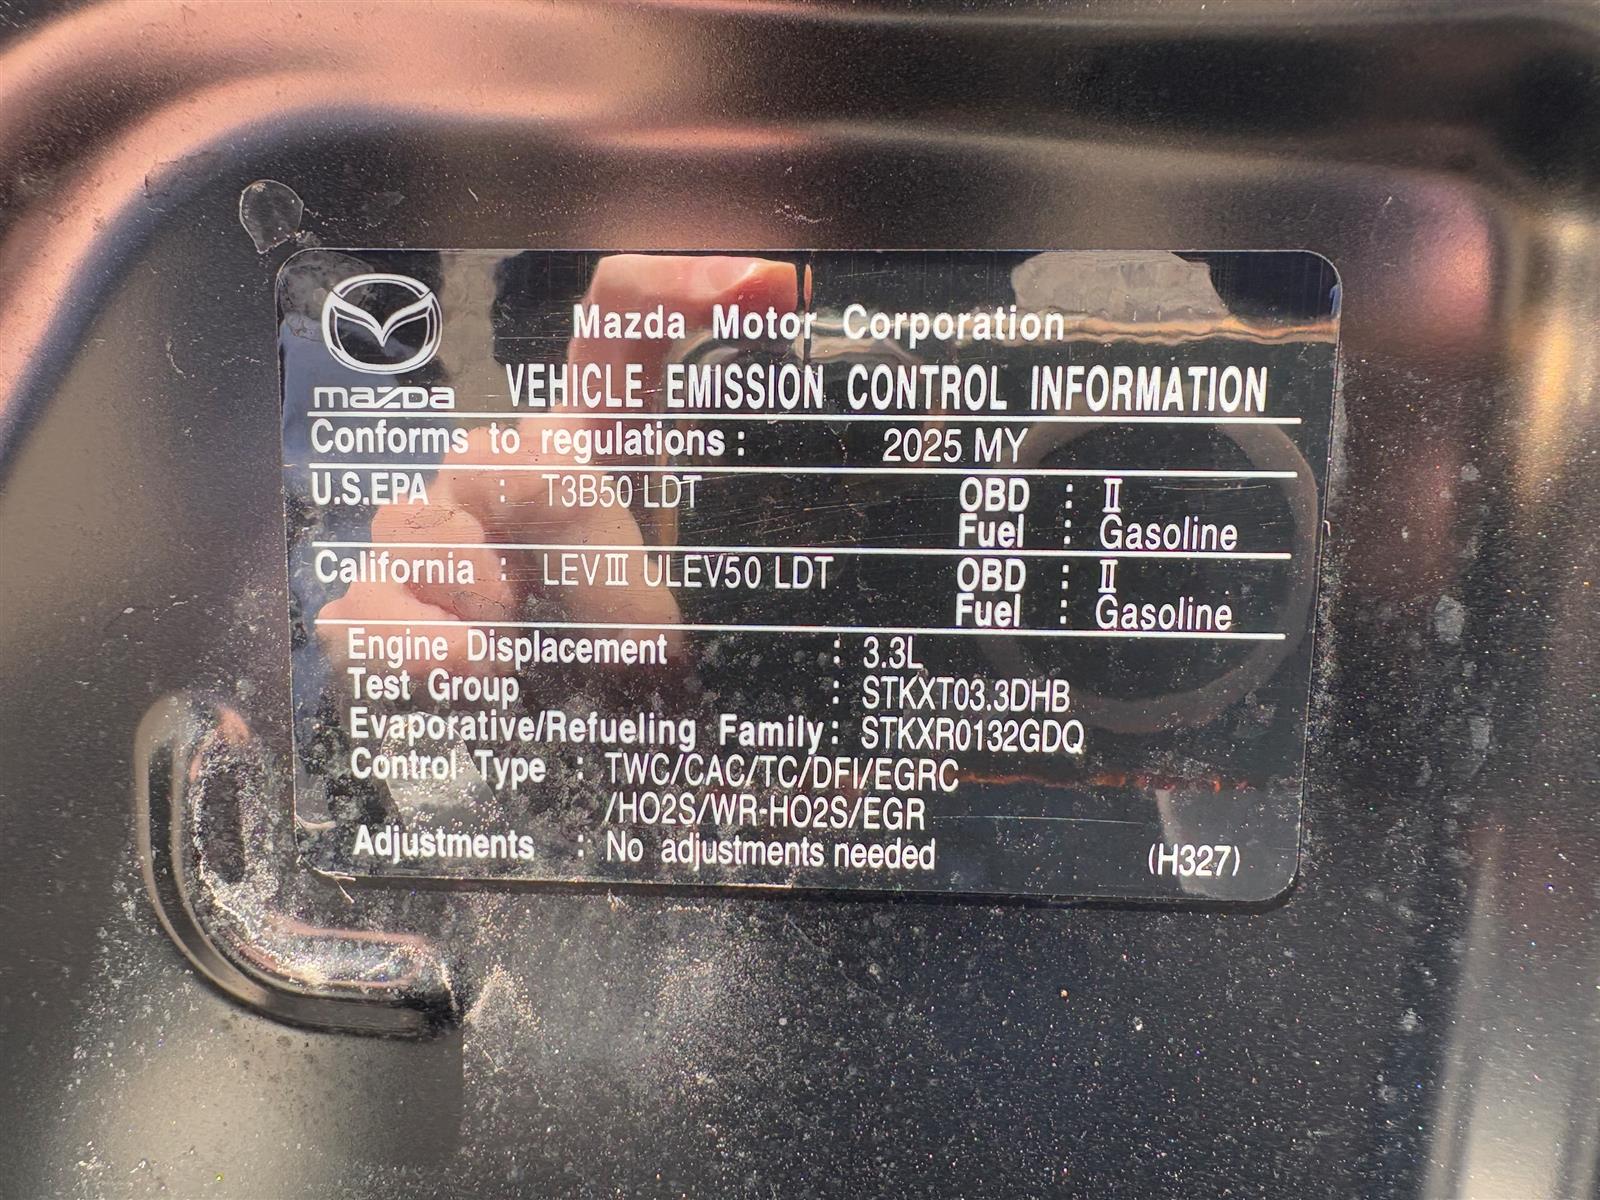 Mazda Motor Corporation
mazda VEHICLE EMISSION CONTROL INFORMATION
Conforms to regulations : 2025 MY
U.S.EPA : T3B50 LDT OBD : II
Fuel : Gasoline
California : LEVIII ULEV50 LDT OBD : II
Fuel : Gasoline
Engine Displacement : 3.3L
Test Group : STKXT03.3DHB
Evaporative/Refueling Family : STKXR0132GDQ
Control Type : TWC/CAC/TC/DFI/EGRC
/HO2S/WR-HO2S/EGR
Adjustments : No adjustments needed (H327)